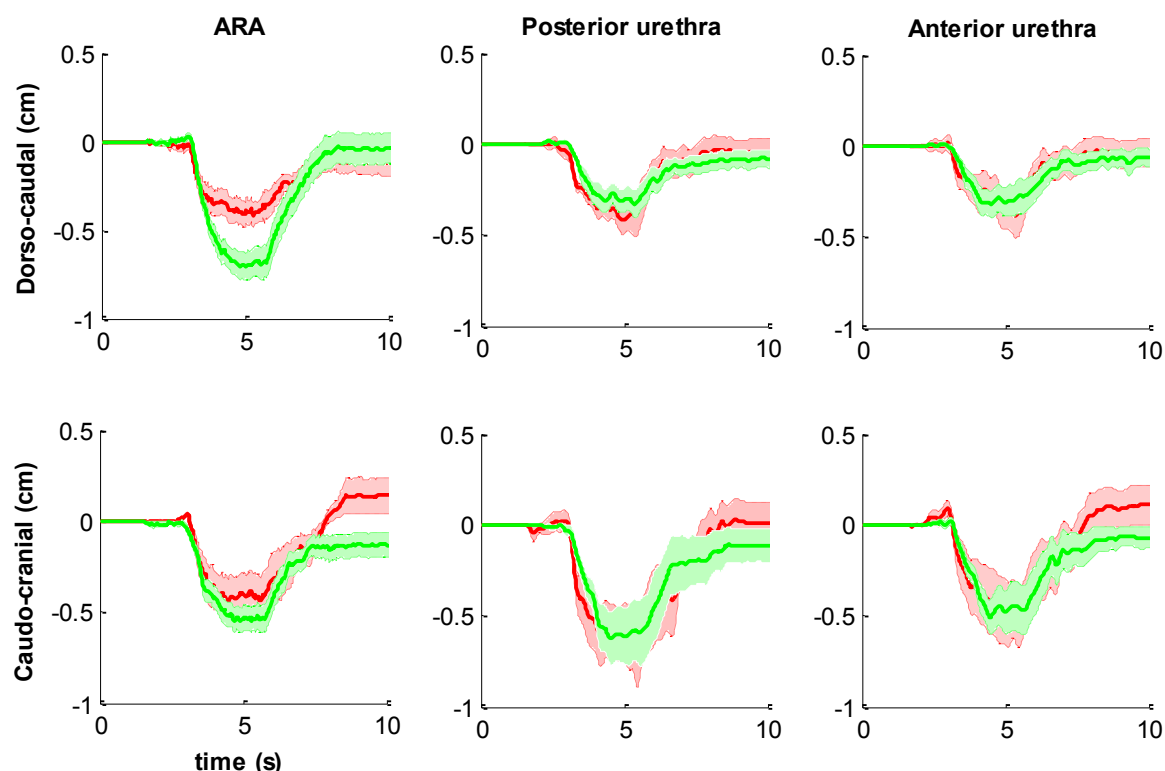 ARA Posterior urethra Anterior urethra
Dorso-caudal (cm)
0.5 0.5 0.5
0 0 0
-0.5 -0.5 -0.5
-1 -1 -1
0 5 10 0 5 10 0 5 10
Caudo-cranial (cm)
0.5 0.5 0.5
0 0 0
-0.5 -0.5 -0.5
-1 -1 -1
0 5 10 0 5 10 0 5 10
time (s)